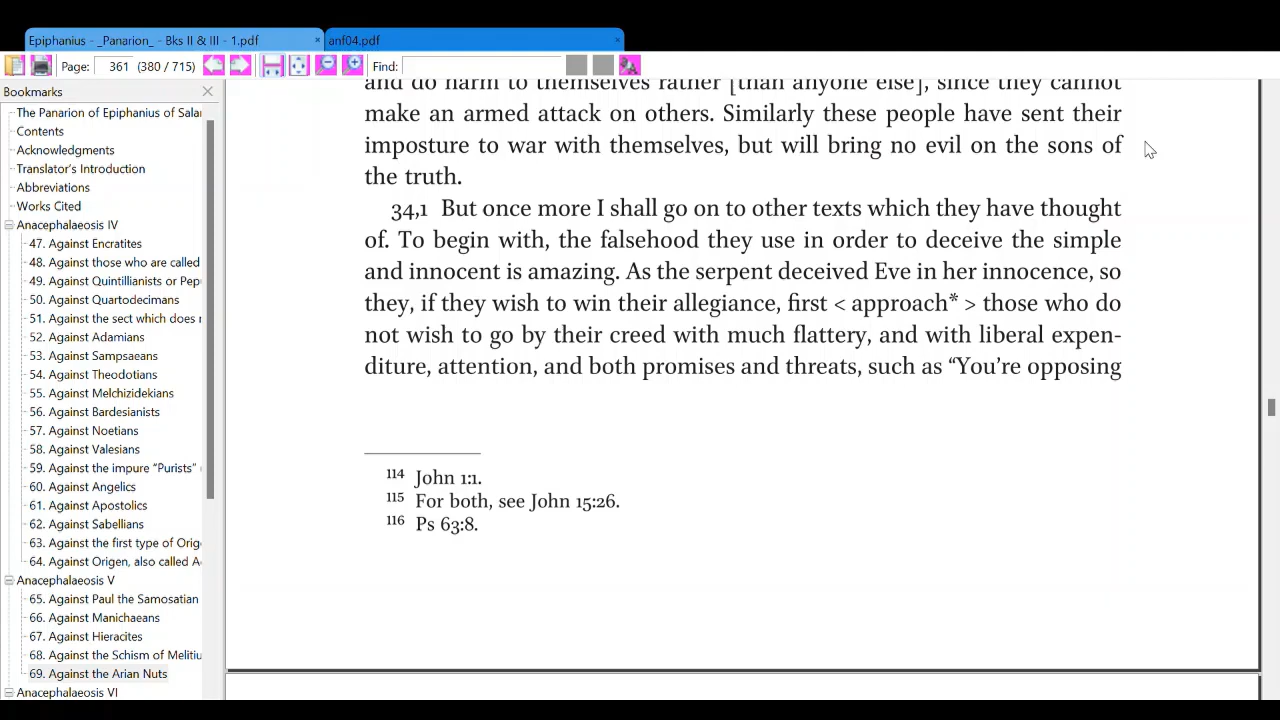 Epiphanius - _Panarion_ - Bks II & III - 1.pdf × anf04.pdf ×
Page: 361 (380 / 715) Find:
Bookmarks
The Panarion of Epiphanius of Sala
Contents
Acknowledgments
Translator's Introduction
Abbreviations
Works Cited
Anacephalaeosis IV
47. Against Encratites
48. Against those who are called
49. Against Quintillianists or Pep
50. Against Quartodecimans
51. Against the sect which does r
52. Against Adamians
53. Against Sampsaeans
54. Against Theodotians
55. Against Melchizidekians
56. Against Bardesianists
57. Against Noetians
58. Against Valesians
59. Against the impure “Purists” (
60. Against Angelics
61. Against Apostolics
62. Against Sabellians
63. Against the first type of Orig
64. Against Origen, also called A
Anacephalaeosis V
65. Against Paul the Samosatian
66. Against Manichaeans
67. Against Hieracites
68. Against the Schism of Melitiu
69. Against the Arian Nuts
Anacephalaeosis VI
and do harm to themselves rather [than anyone else], since they cannot
make an armed attack on others. Similarly these people have sent their
imposture to war with themselves, but will bring no evil on the sons of
the truth.
34,1 But once more I shall go on to other texts which they have thought
of. To begin with, the falsehood they use in order to deceive the simple
and innocent is amazing. As the serpent deceived Eve in her innocence, so
they, if they wish to win their allegiance, first < approach* > those who do
not wish to go by their creed with much flattery, and with liberal expen-
diture, attention, and both promises and threats, such as “You’re opposing
114 John 1:1.
115 For both, see John 15:26.
116 Ps 63:8.